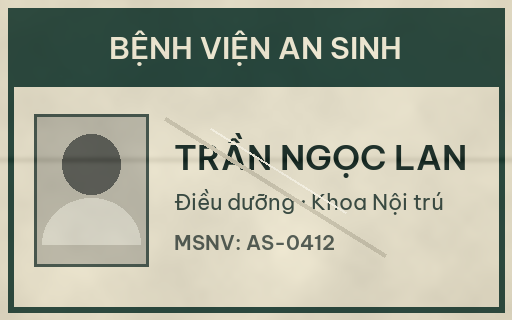 BỆNH VIỆN AN SINH
TRẦN NGỌC LAN
Điều dưỡng · Khoa Nội trú
MSNV: AS-0412